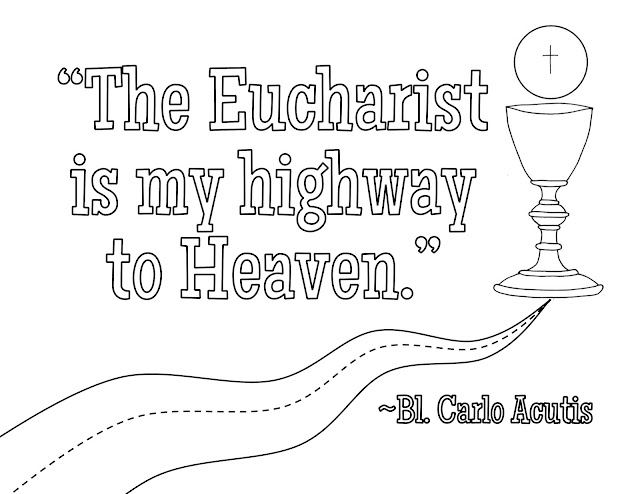 “The Eucharist
is my highway
to Heaven.”
~Bl. Carlo Acutis